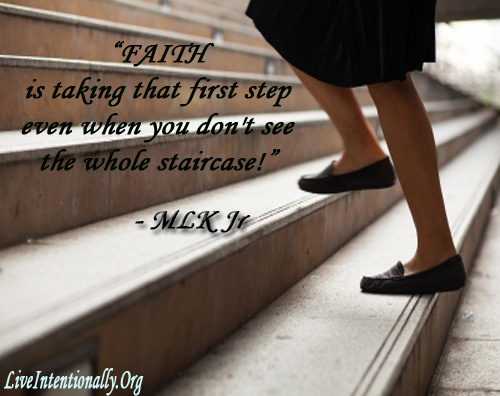 “FAITH
is taking that first step
even when you don't see
the whole staircase!”
- MLK Jr
LiveIntentionally.Org